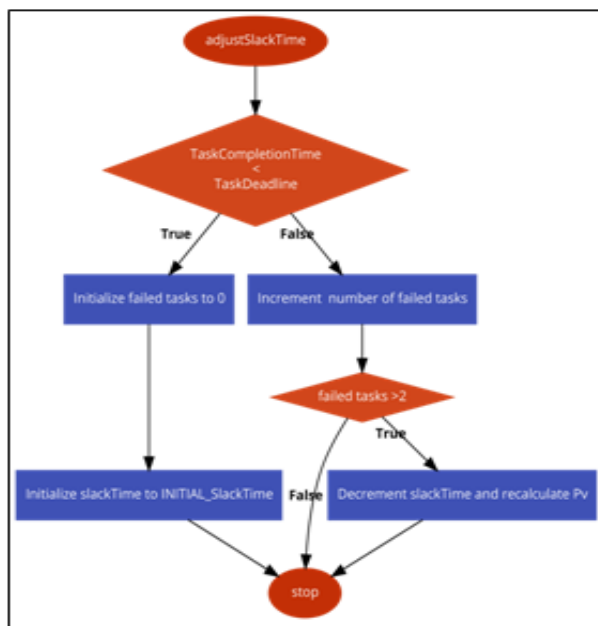 adjustSlackTime
TaskCompletionTime
<
TaskDeadline
True
False
Initialize failed tasks to 0
Increment number of failed tasks
failed tasks >2
True
False
Initialize slackTime to INITIAL_SlackTime
Decrement slackTime and recalculate Pv
stop